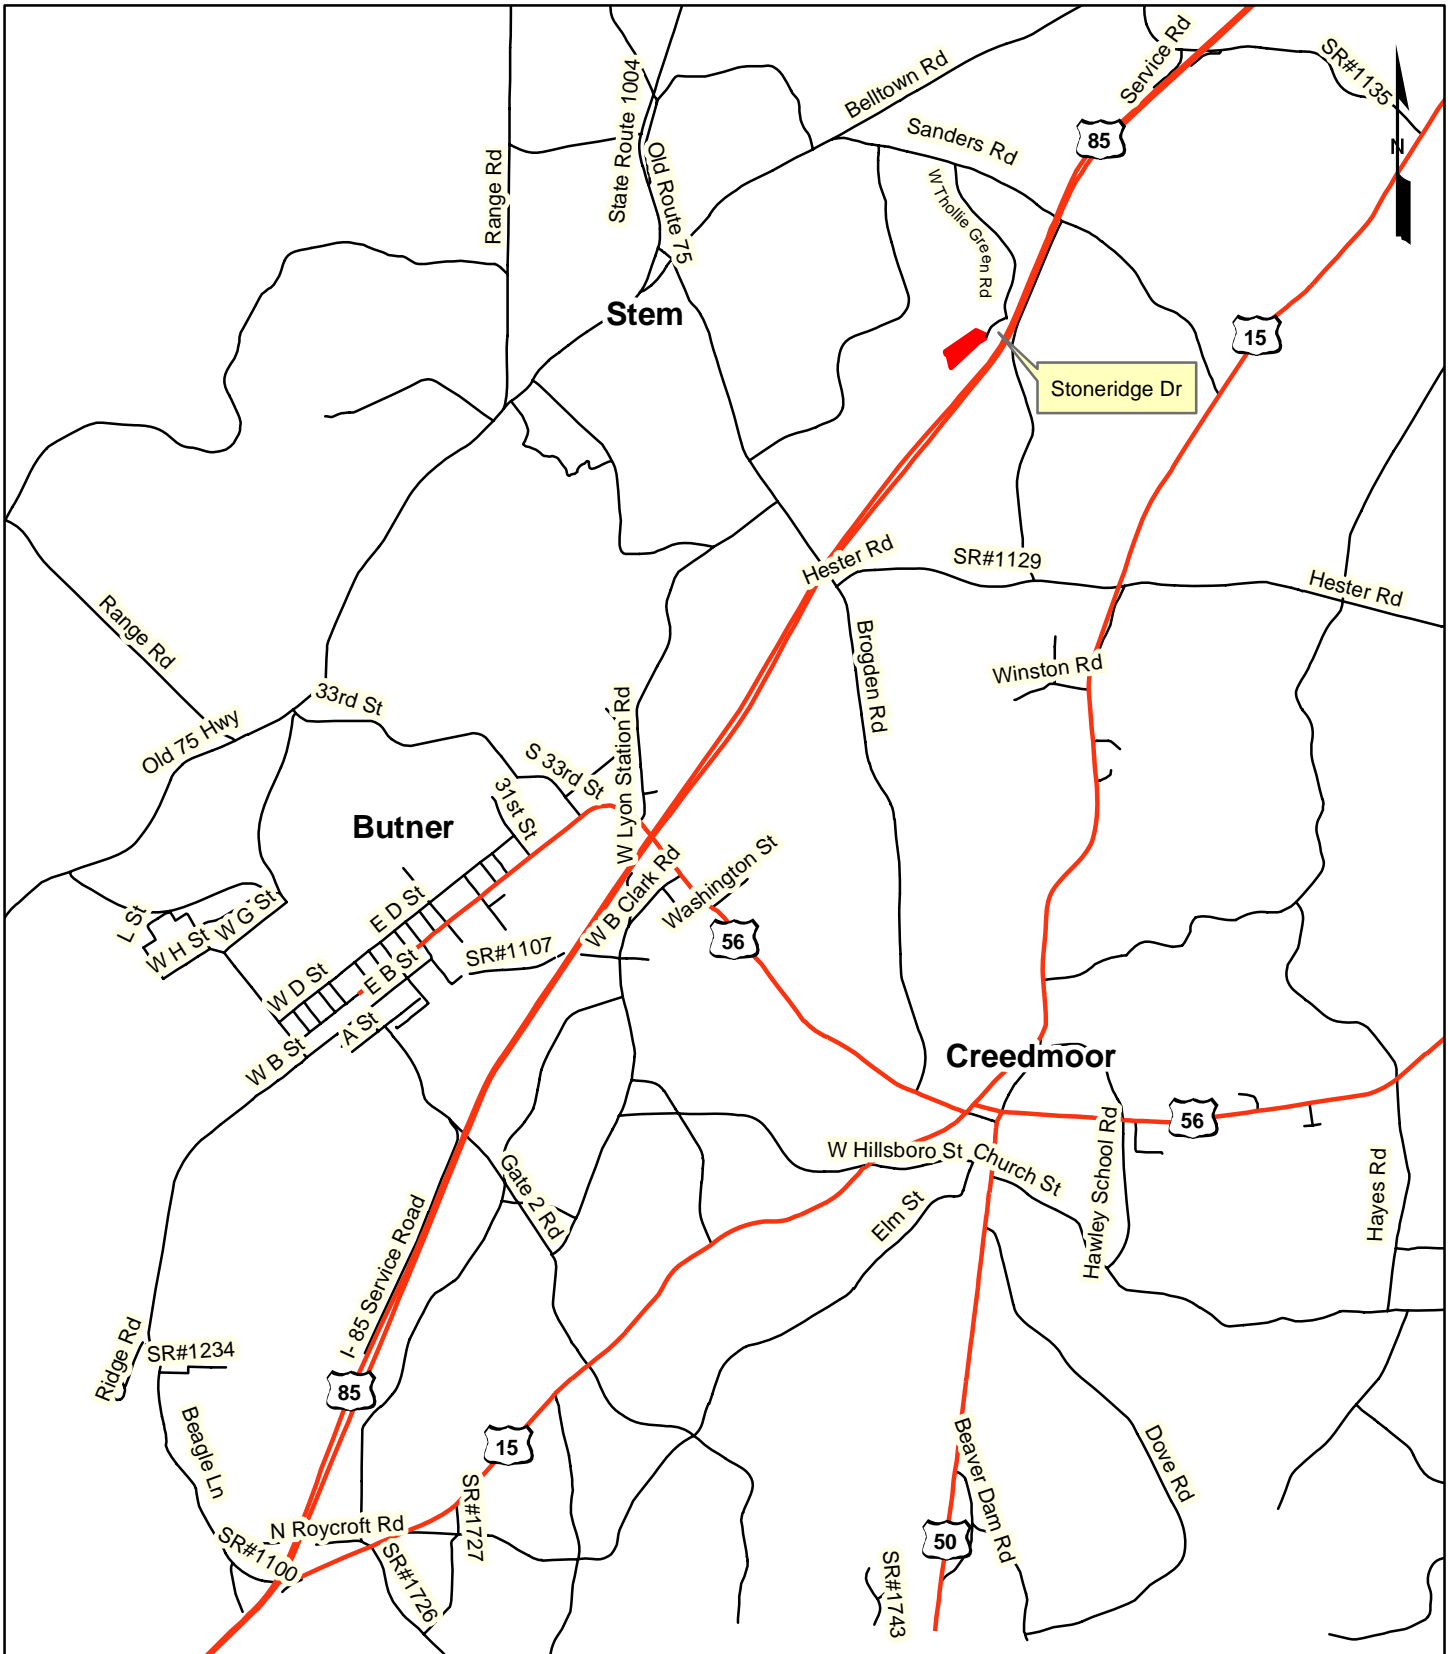 Service Rd
SR#1135
State Route 1004
Belltown Rd
85
Sanders Rd
N
Range Rd
Old Route 75
W Thollie Green Rd
Stem
15
Stoneridge Dr
Hester Rd
SR#1129
Hester Rd
Range Rd
Brogden Rd
Winston Rd
33rd St
Old 75 Hwy
S 33rd St
W Lyon Station Rd
31st St
Butner
W B Clark Rd
Washington St
L St
W H St
W G St
E D St
56
SR#1107
W D St
E B St
A St
W B St
Creedmoor
56
W Hillsboro St
Church St
Hawley School Rd
Hayes Rd
Gate 2 Rd
Elm St
I-85 Service Road
Ridge Rd
SR#1234
85
Beagle Ln
15
Beaver Dam Rd
Dove Rd
SR#1727
N Roycroft Rd
SR#1100
SR#1726
50
SR#1743